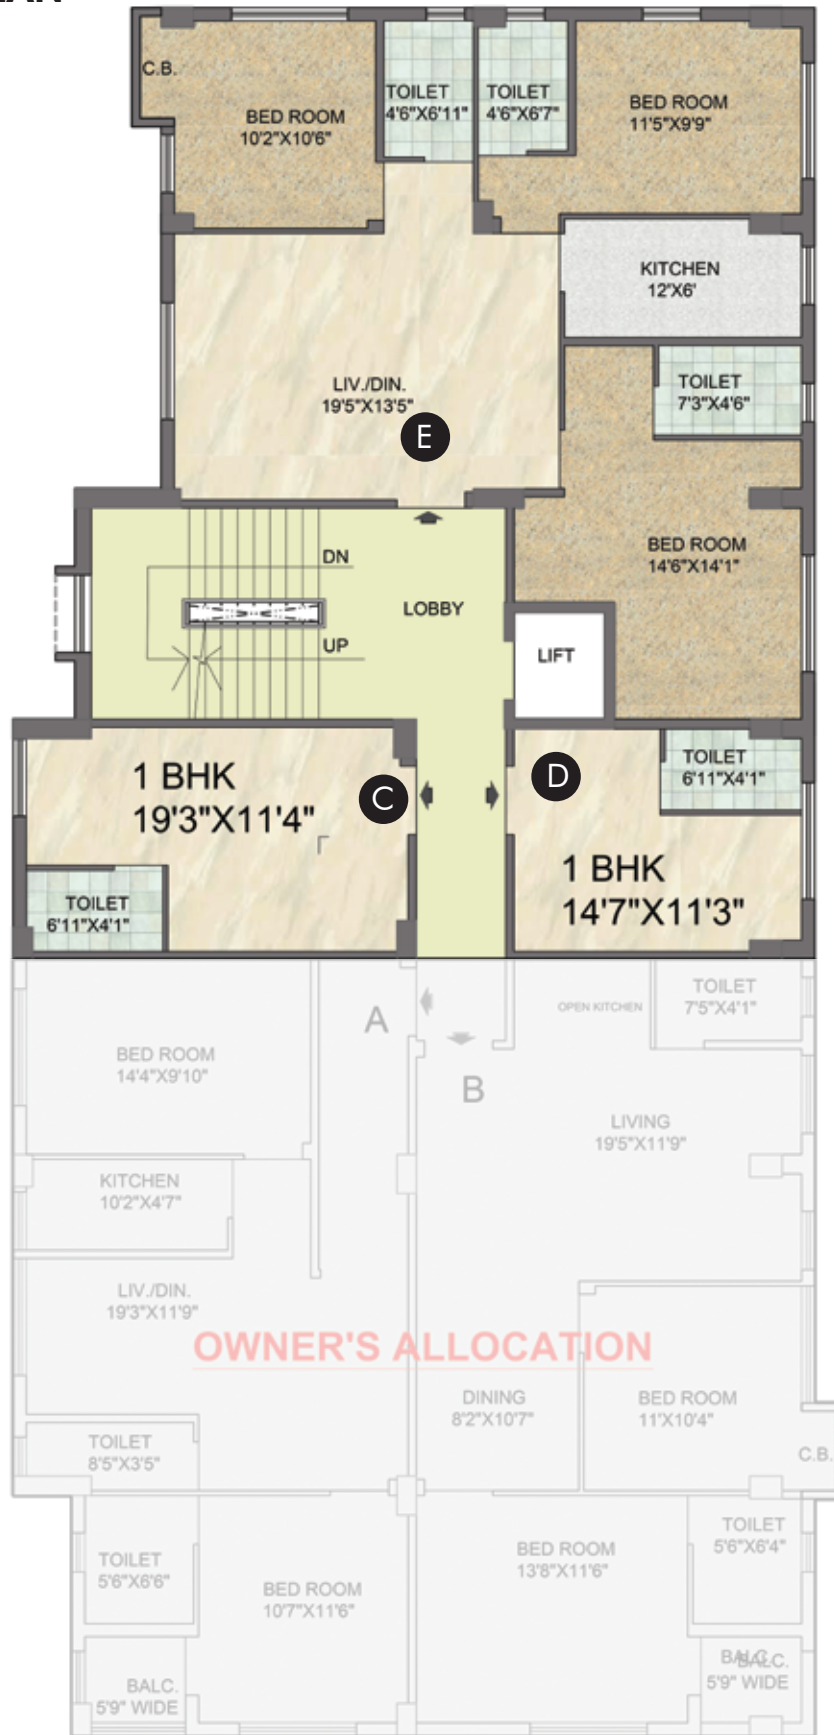 C.B.
BED ROOM
10'2"X10'6"
TOILET
4'6"X6'11"
TOILET
4'6"X6'7"
BED ROOM
11'5"X9'9"
KITCHEN
12'X6'
LIV./DIN.
19'5"X13'5"
E
TOILET
7'3"X4'6"
BED ROOM
14'6"X14'1"
DN
LOBBY
UP
LIFT
1 BHK
19'3"X11'4"
C
TOILET
6'11"X4'1"
D
TOILET
6'11"X4'1"
1 BHK
14'7"X11'3"
A
B
OPEN KITCHEN
TOILET
7'5"X4'1"
BED ROOM
14'4"X9'10"
LIVING
19'5"X11'9"
KITCHEN
10'2"X4'7"
LIV./DIN.
19'3"X11'9"
OWNER'S ALLOCATION
DINING
8'2"X10'7"
BED ROOM
11'X10'4"
C.B.
TOILET
8'5"X3'5"
TOILET
5'6"X6'6"
BED ROOM
10'7"X11'6"
BED ROOM
13'8"X11'6"
TOILET
5'6"X6'4"
BALC.
5'9" WIDE
BALC.
BALC.
5'9" WIDE